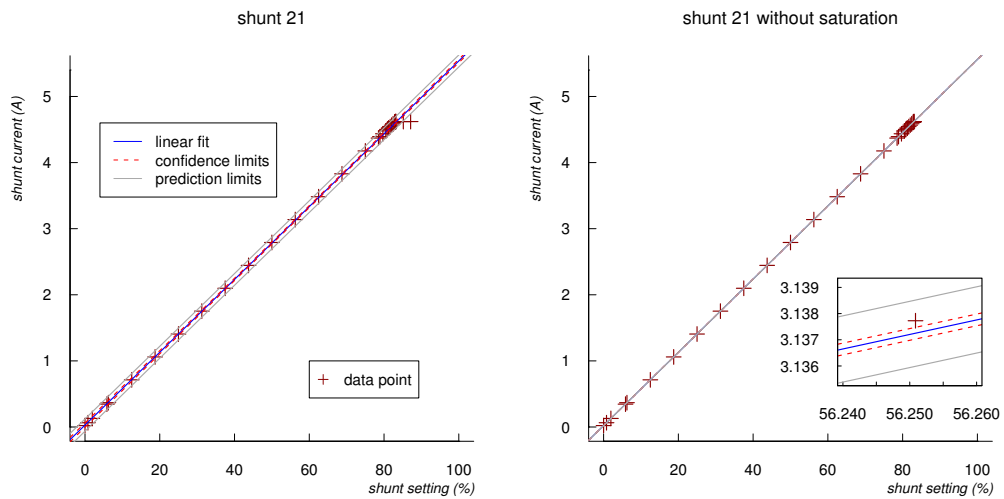 shunt 21
shunt current (A)
5
4
3
2
1
0
linear fit
confidence limits
prediction limits
data point
0 20 40 60 80 100
shunt setting (%)
shunt 21 without saturation
shunt current (A)
5
4
3
2
1
0
3.139
3.138
3.137
3.136
56.240 56.250 56.260
0 20 40 60 80 100
shunt setting (%)